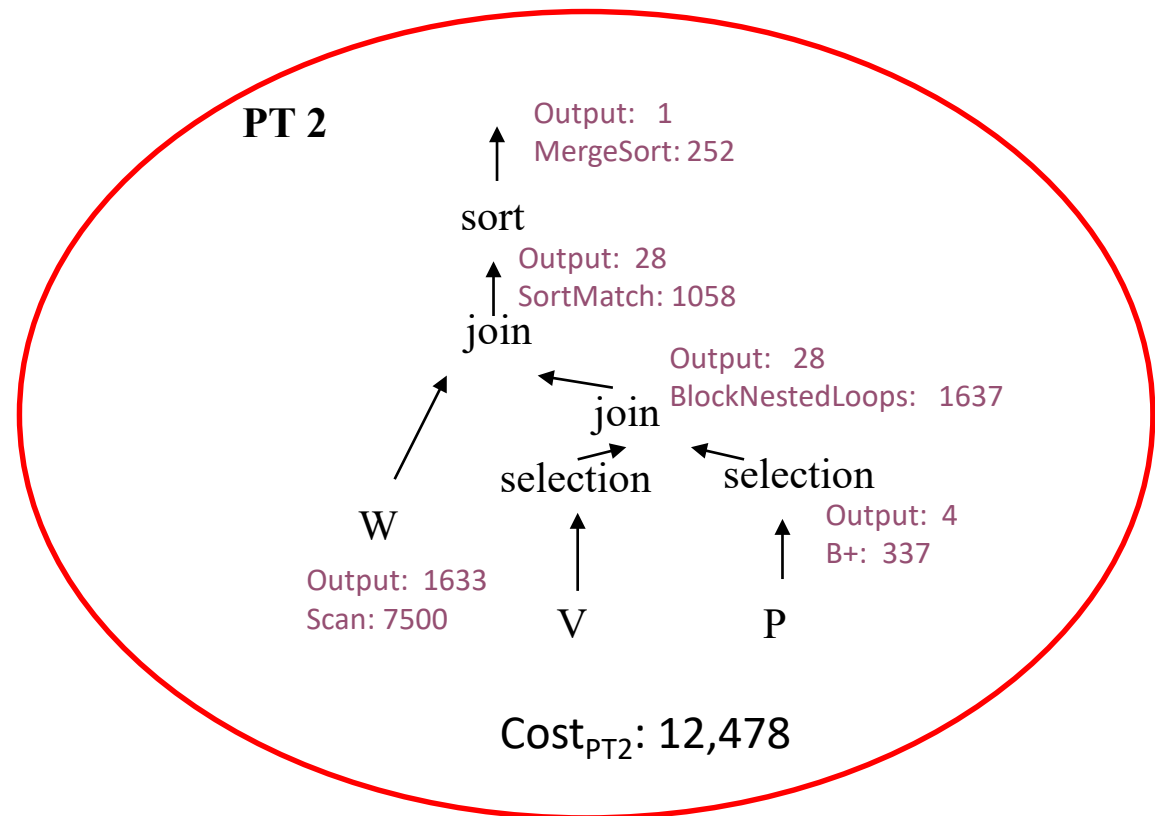 PT 2
Output: 1
MergeSort: 252
sort
Output: 28
SortMatch: 1058
join
Output: 28
BlockNestedLoops: 1637
join
selection
selection
W
Output: 4
B+: 337
Output: 1633
Scan: 7500
V
P
Cost_PT2: 12,478